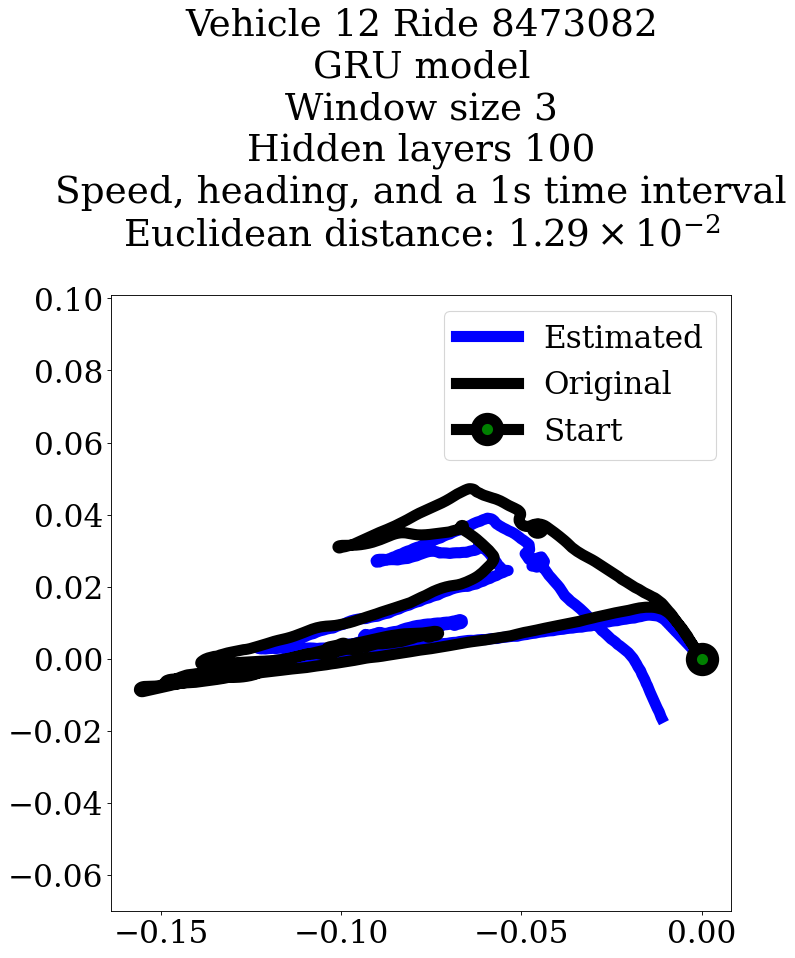 Vehicle 12 Ride 8473082
GRU model
Window size 3
Hidden layers 100
Speed, heading, and a 1s time interval
Euclidean distance: 1.29 × 10⁻²
0.10
0.08
0.06
0.04
0.02
0.00
−0.02
−0.04
−0.06
Estimated
Original
Start
−0.15
−0.10
−0.05
0.00